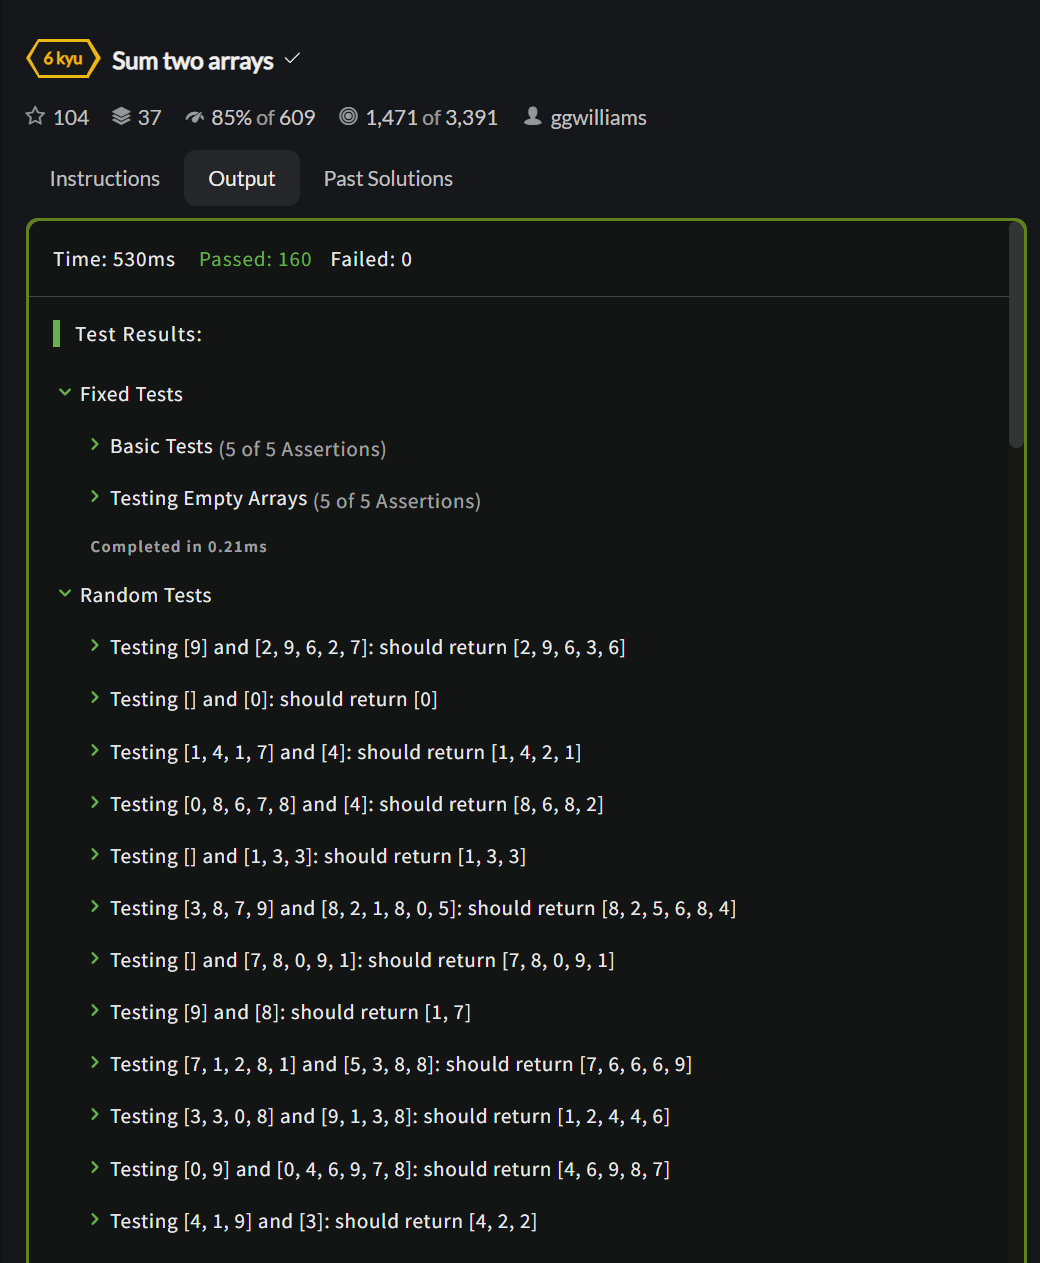 6 kyu Sum two arrays
104 37 85% of 609 1,471 of 3,391 ggwilliams
Instructions Output Past Solutions
Time: 530ms Passed: 160 Failed: 0
Test Results:
Fixed Tests
Basic Tests (5 of 5 Assertions)
Testing Empty Arrays (5 of 5 Assertions)
Completed in 0.21ms
Random Tests
Testing [9] and [2, 9, 6, 2, 7]: should return [2, 9, 6, 3, 6]
Testing [] and [0]: should return [0]
Testing [1, 4, 1, 7] and [4]: should return [1, 4, 2, 1]
Testing [0, 8, 6, 7, 8] and [4]: should return [8, 6, 8, 2]
Testing [] and [1, 3, 3]: should return [1, 3, 3]
Testing [3, 8, 7, 9] and [8, 2, 1, 8, 0, 5]: should return [8, 2, 5, 6, 8, 4]
Testing [] and [7, 8, 0, 9, 1]: should return [7, 8, 0, 9, 1]
Testing [9] and [8]: should return [1, 7]
Testing [7, 1, 2, 8, 1] and [5, 3, 8, 8]: should return [7, 6, 6, 6, 9]
Testing [3, 3, 0, 8] and [9, 1, 3, 8]: should return [1, 2, 4, 4, 6]
Testing [0, 9] and [0, 4, 6, 9, 7, 8]: should return [4, 6, 9, 8, 7]
Testing [4, 1, 9] and [3]: should return [4, 2, 2]